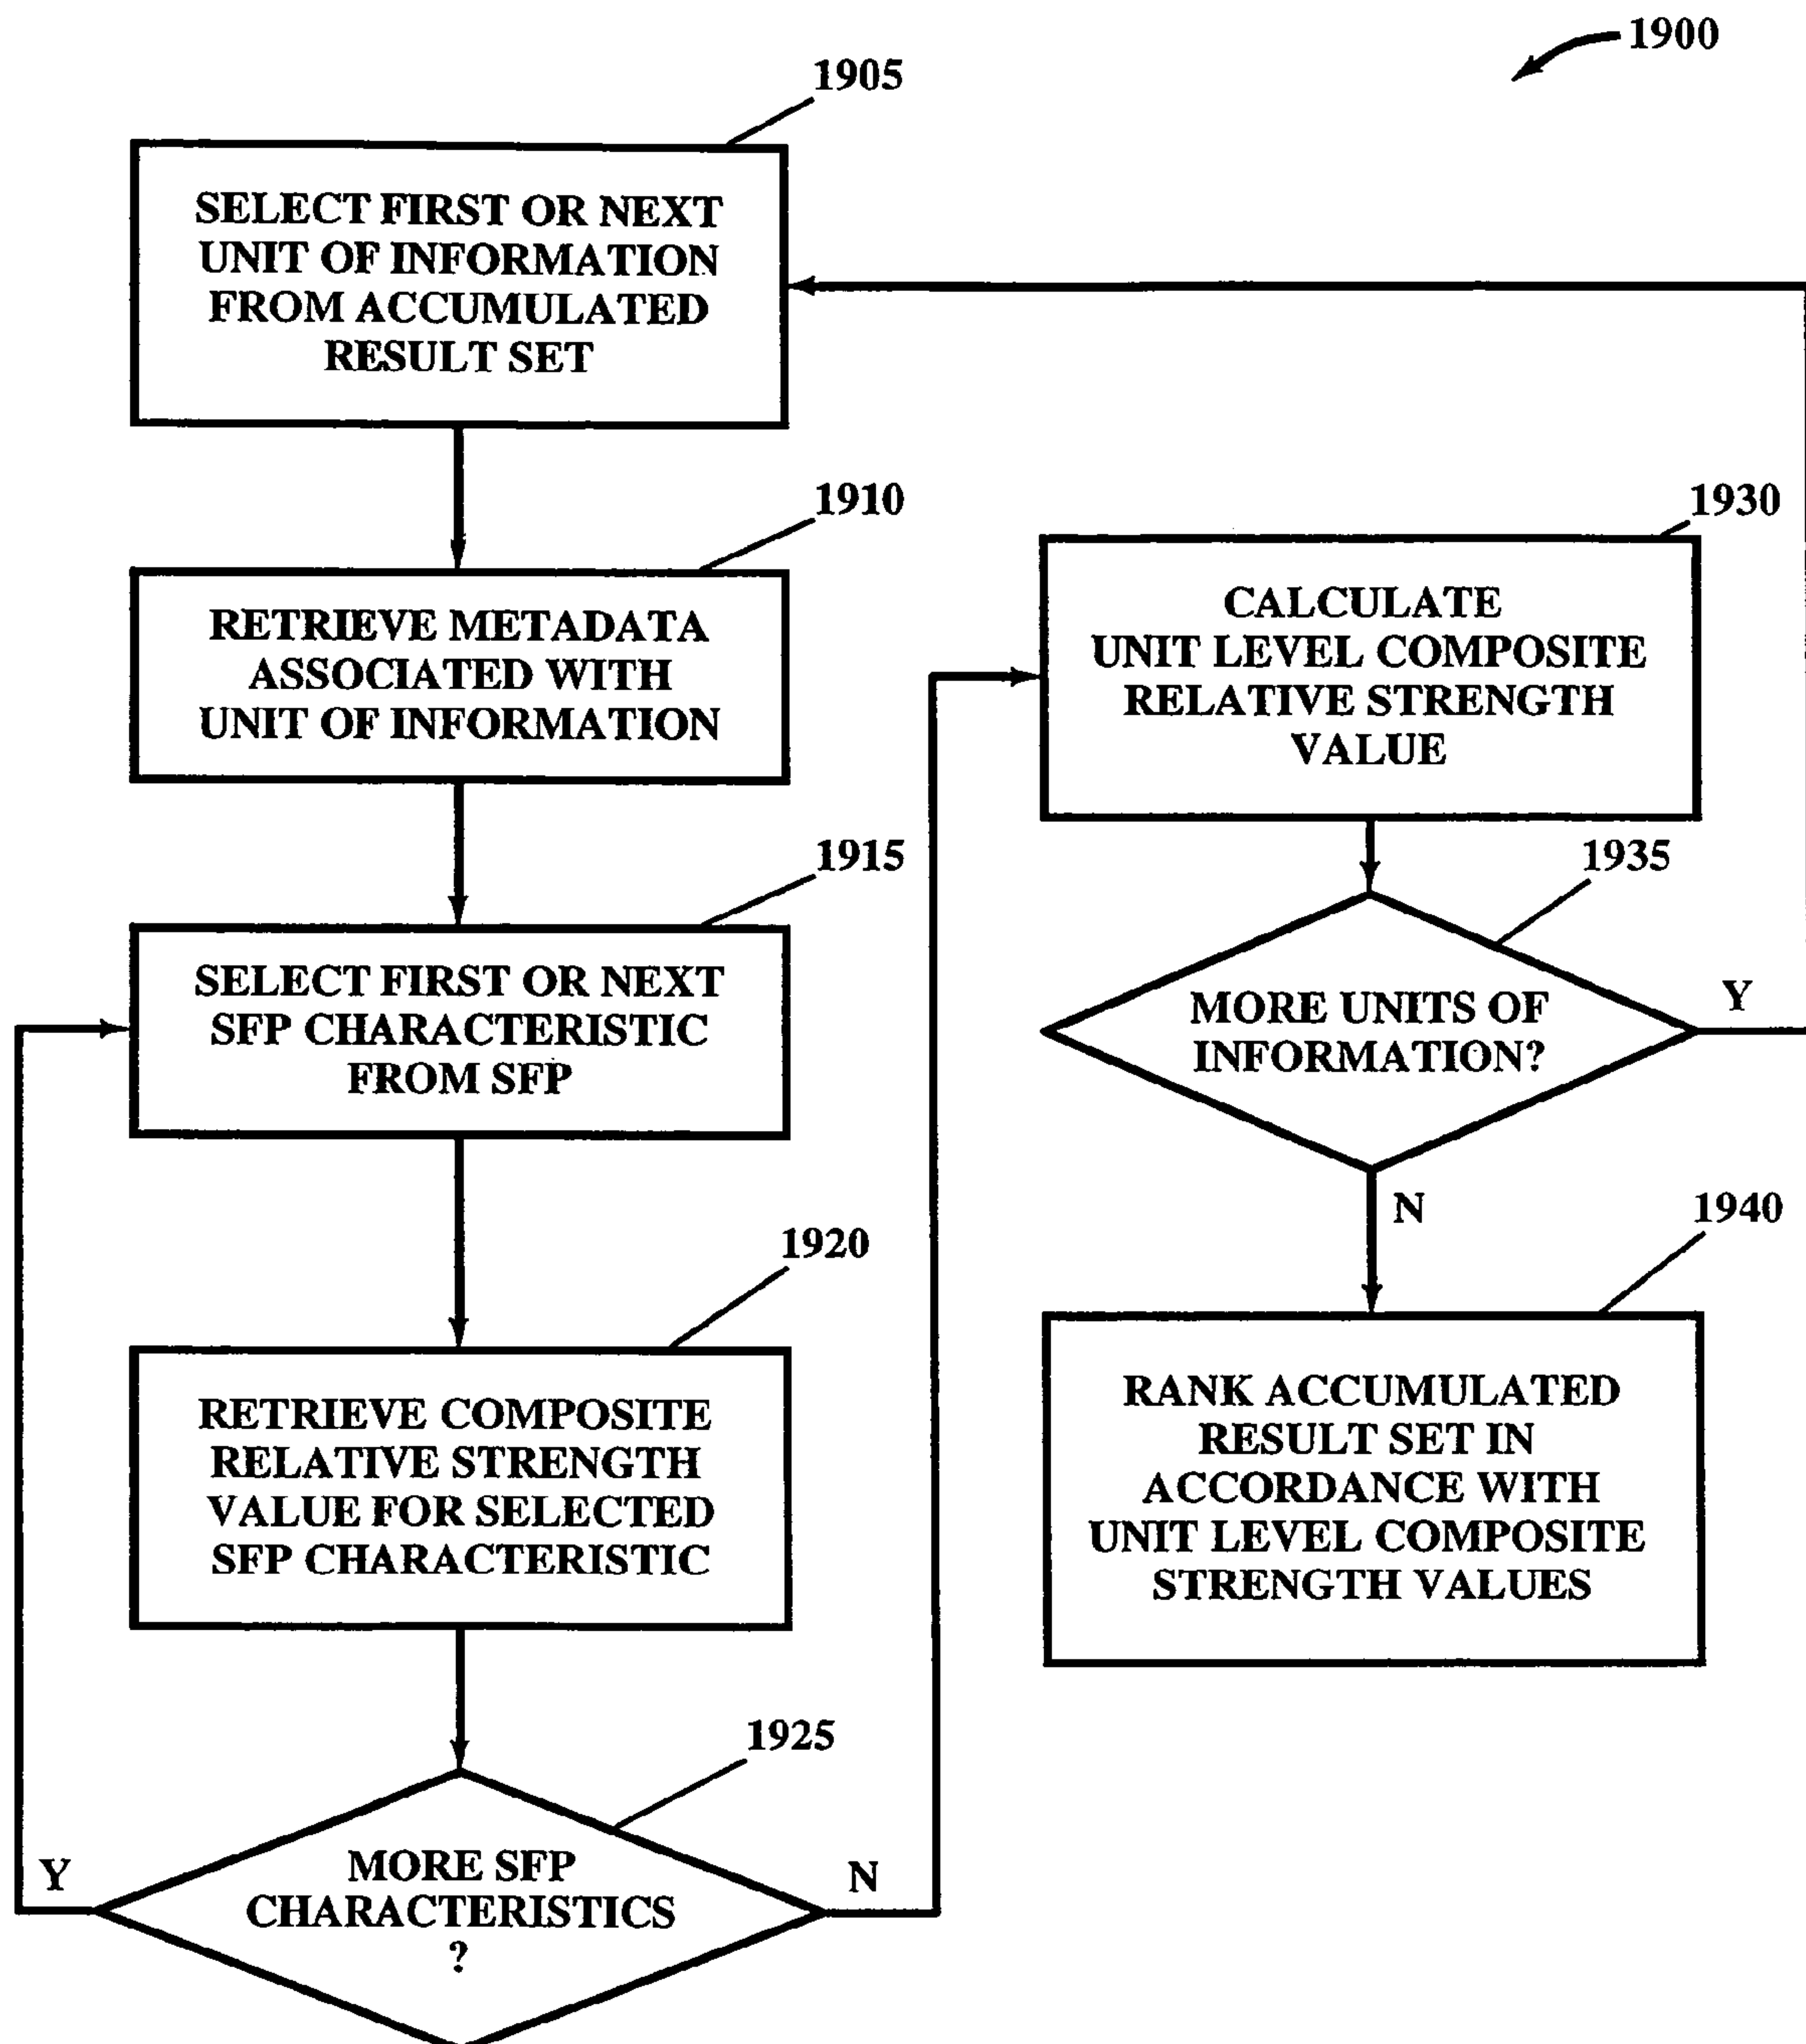 1900
1905
SELECT FIRST OR NEXT
UNIT OF INFORMATION
FROM ACCUMULATED
RESULT SET
1910
RETRIEVE METADATA
ASSOCIATED WITH
UNIT OF INFORMATION
1915
SELECT FIRST OR NEXT
SFP CHARACTERISTIC
FROM SFP
1920
RETRIEVE COMPOSITE
RELATIVE STRENGTH
VALUE FOR SELECTED
SFP CHARACTERISTIC
1925
MORE SFP
CHARACTERISTICS
?
Y
N
1930
CALCULATE
UNIT LEVEL COMPOSITE
RELATIVE STRENGTH
VALUE
1935
MORE UNITS OF
INFORMATION?
Y
N
1940
RANK ACCUMULATED
RESULT SET IN
ACCORDANCE WITH
UNIT LEVEL COMPOSITE
STRENGTH VALUES